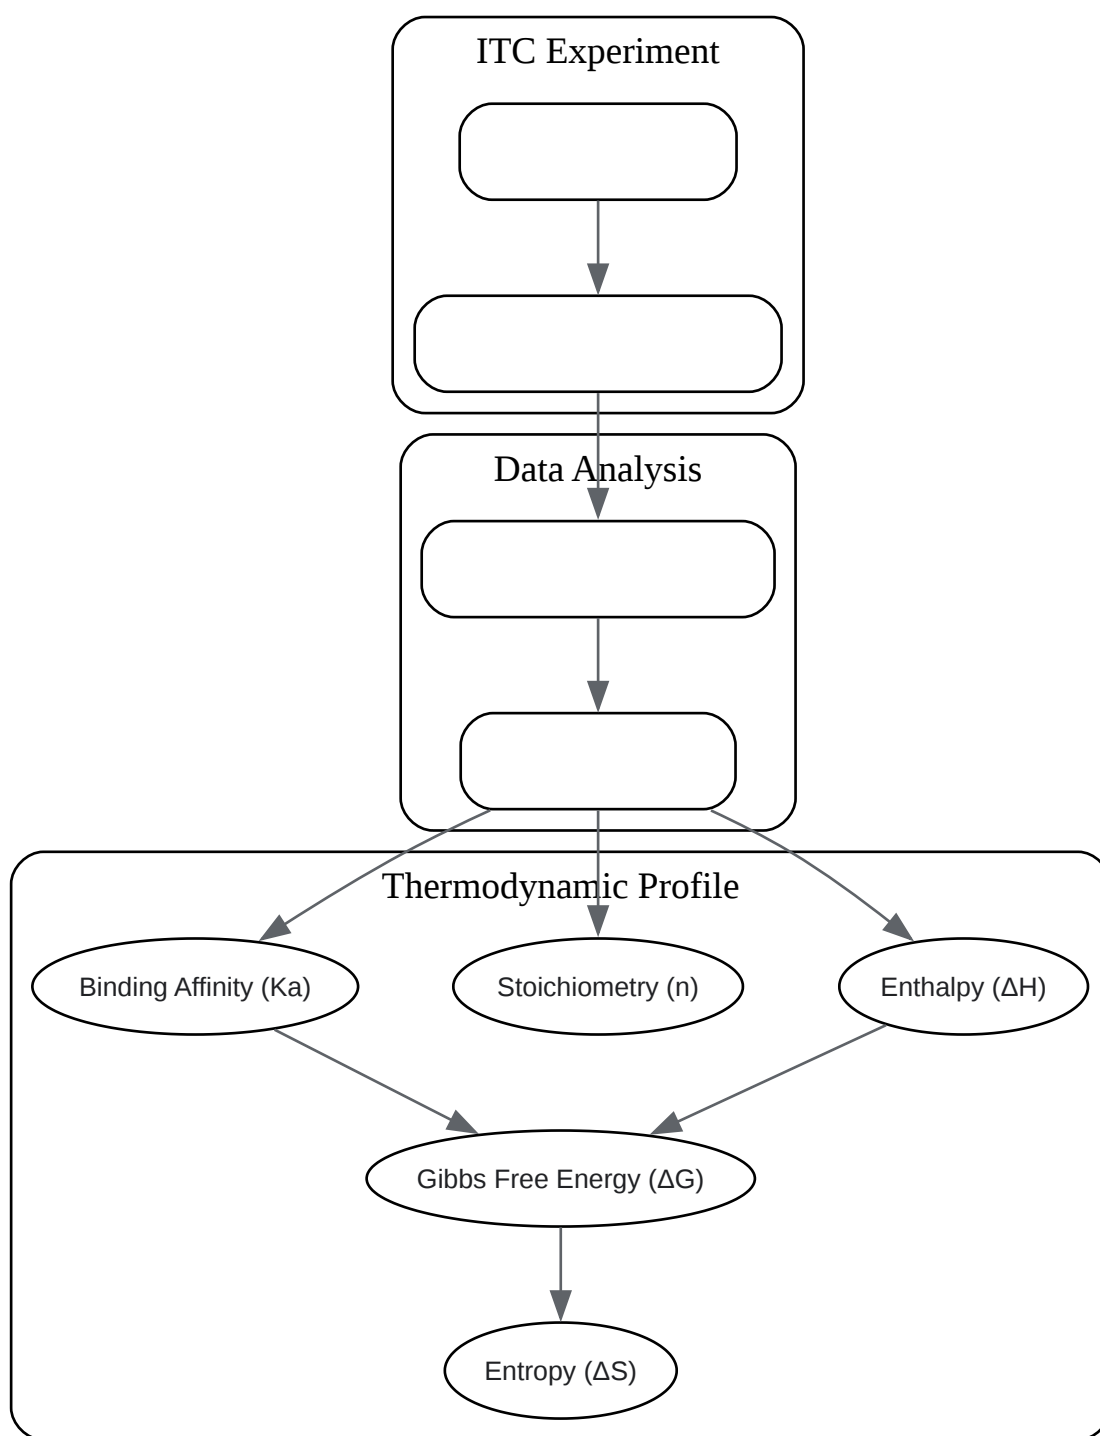 ITC Experiment
Data Analysis
Thermodynamic Profile
Binding Affinity (Ka)
Stoichiometry (n)
Enthalpy (ΔH)
Gibbs Free Energy (ΔG)
Entropy (ΔS)